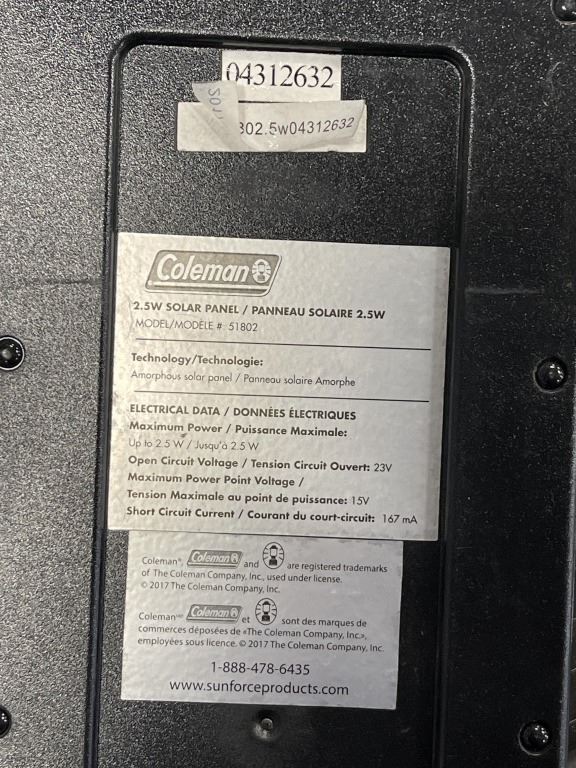 04312632
201
802.5w04312632
Coleman
2.5W SOLAR PANEL / PANNEAU SOLAIRE 2.5W
MODEL/MODÈLE # 51802
Technology/Technologie:
Amorphous solar panel / Panneau solaire Amorphe
ELECTRICAL DATA / DONNÉES ÉLECTRIQUES
Maximum Power / Puissance Maximale:
Up to 2.5 W / Jusqu'à 2.5 W
Open Circuit Voltage / Tension Circuit Ouvert: 23V
Maximum Power Point Voltage /
Tension Maximale au point de puissance: 15V
Short Circuit Current / Courant du court-circuit: 167 mA
Coleman®, Coleman and are registered trademarks
of The Coleman Company, Inc., used under license.
© 2017 The Coleman Company, Inc.
Coleman Coleman et sont des marques de
commerces déposées de «The Coleman Company, Inc.»,
employées sous licence. © 2017 The Coleman Company, Inc.
1-888-478-6435
www.sunforceproducts.com